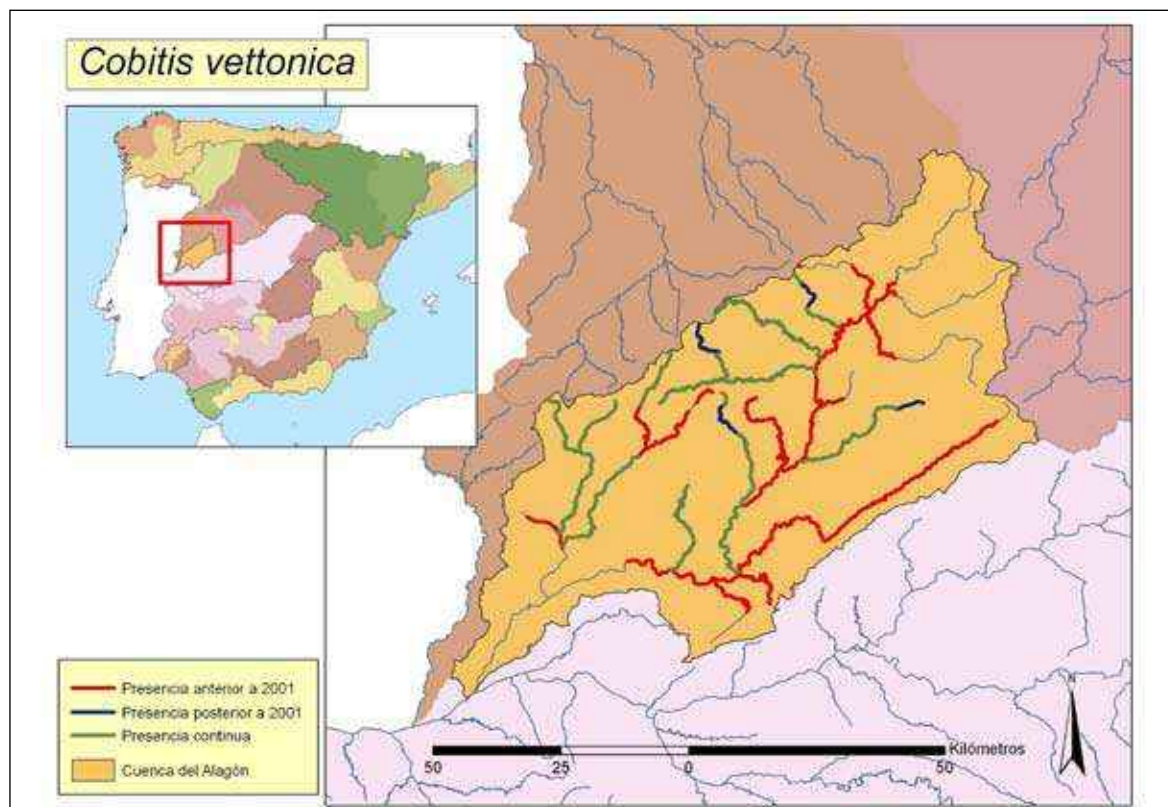 Cobitis vettonica
Presencia anterior a 2001
Presencia posterior a 2001
Presencia continua
Cuenca del Alagón
N
Kilómetros
50 25 0 50